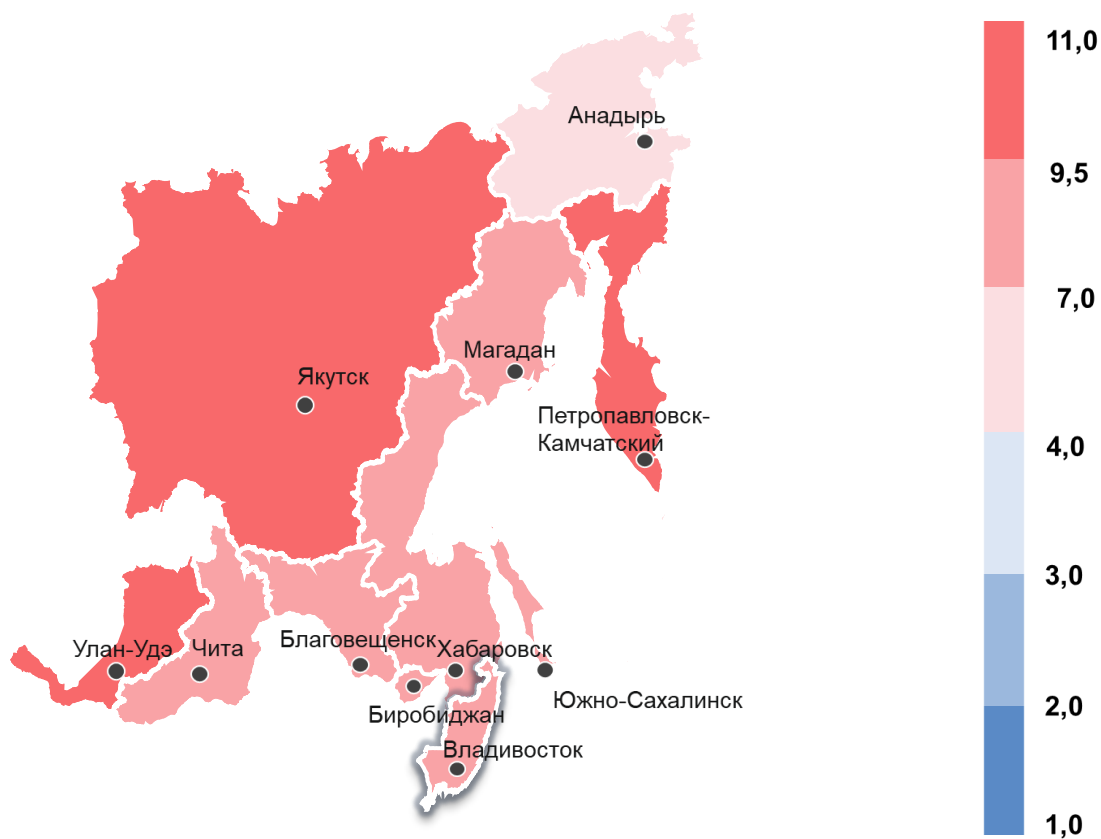 11,0
Анадырь
9,5
7,0
Магадан
Якутск
Петропавловск-
Камчатский
4,0
3,0
Благовещенск
Хабаровск
Улан-Удэ
Чита
Южно-Сахалинск
2,0
Биробиджан
Владивосток
1,0